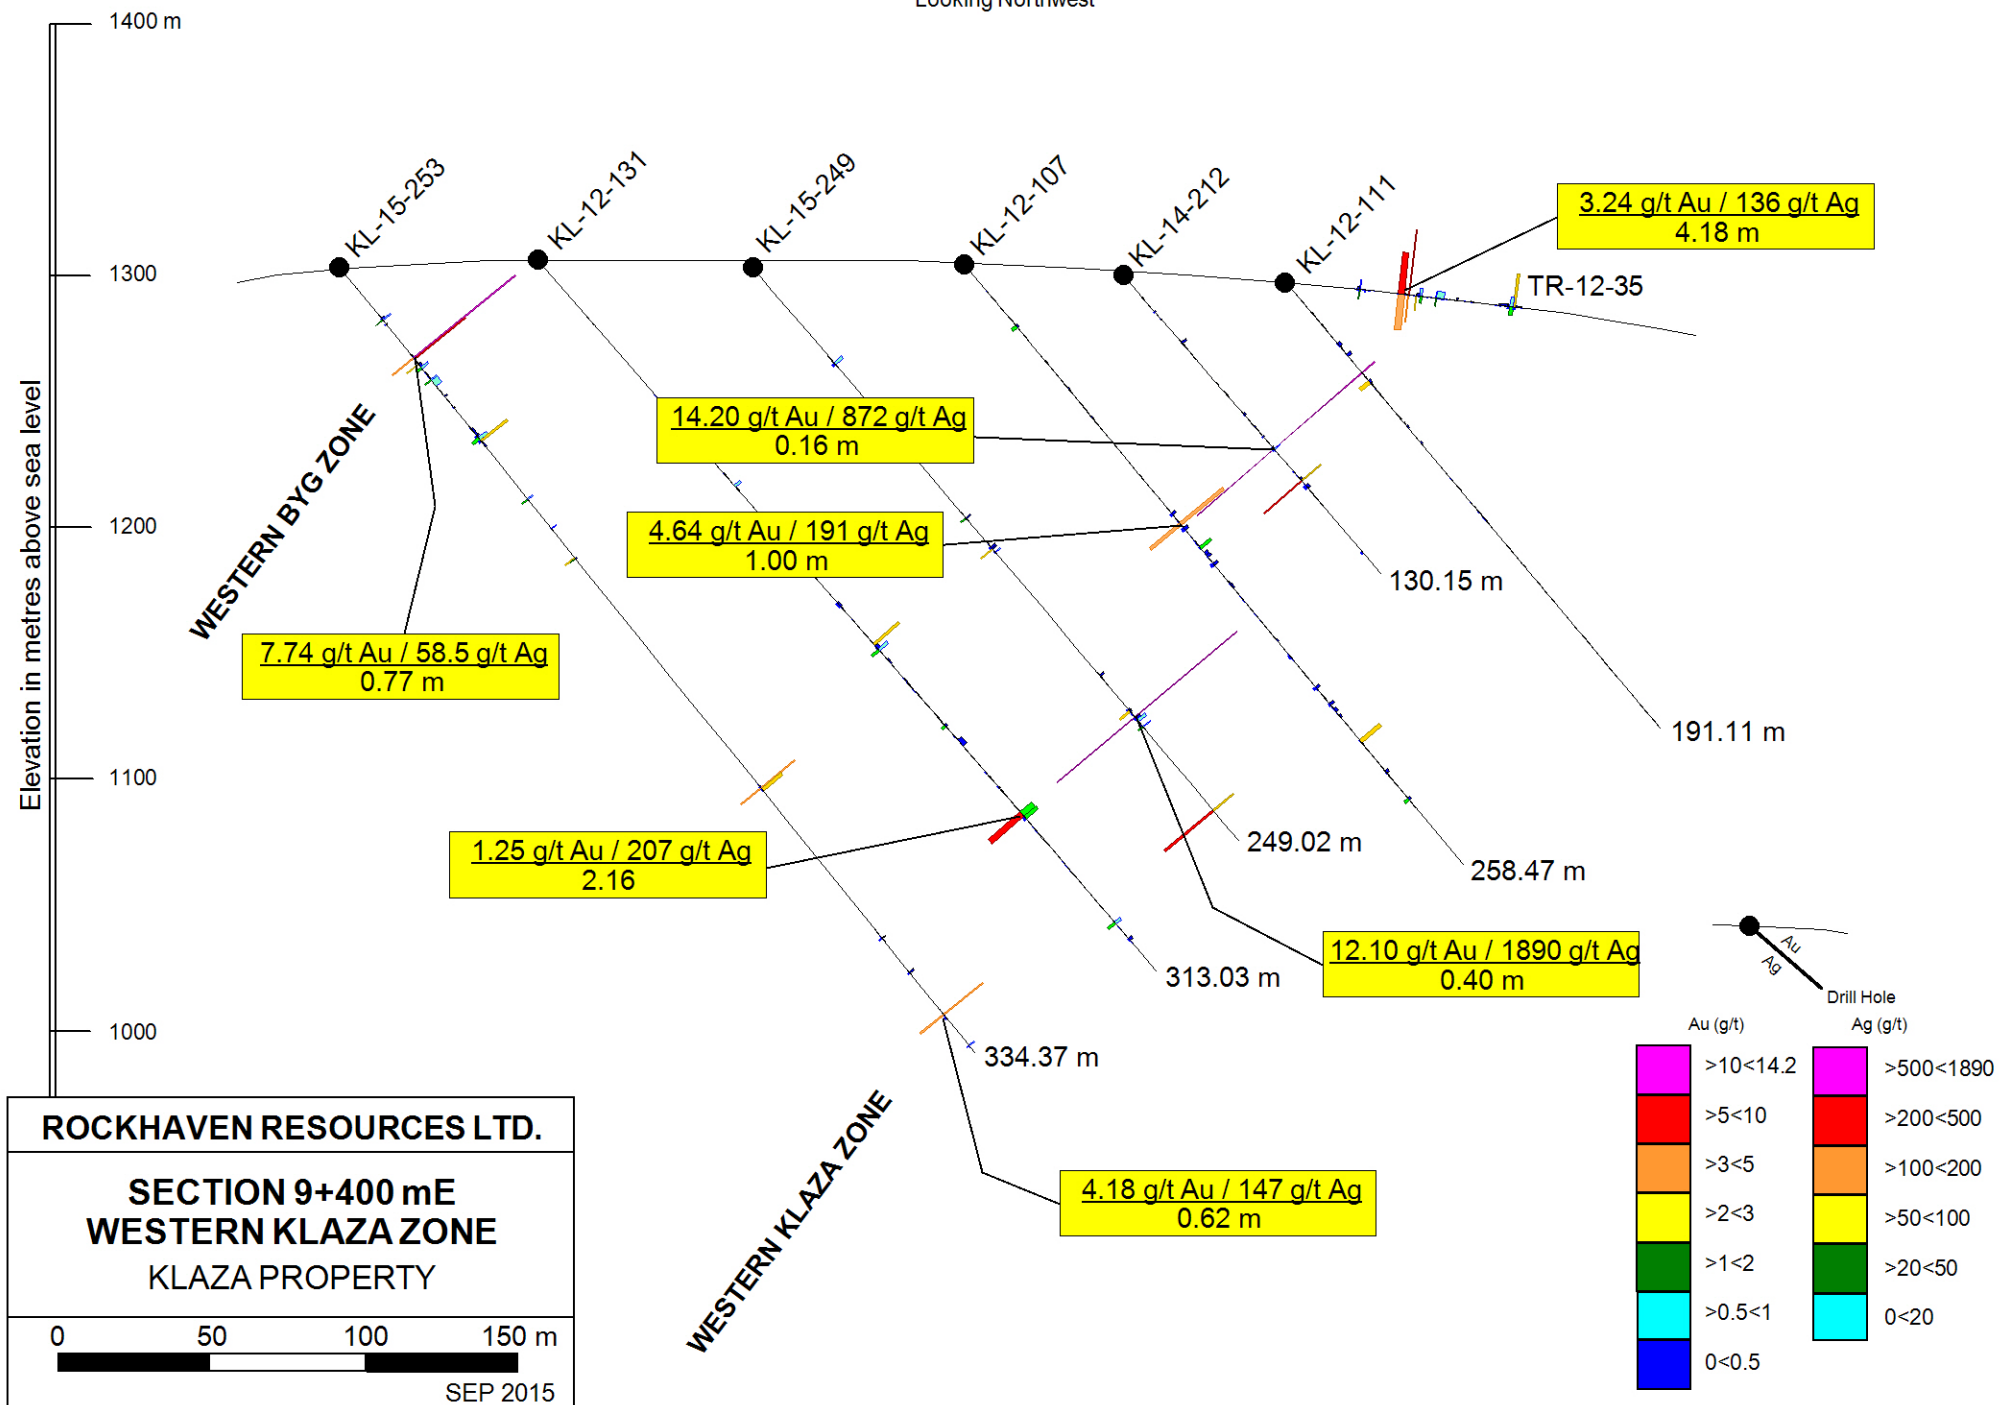 Looking Northwest
1400 m
1300
1200
1100
1000
Elevation in metres above sea level
KL-15-253
KL-12-131
KL-15-249
KL-12-107
KL-14-212
KL-12-111
3.24 g/t Au / 136 g/t Ag
4.18 m
TR-12-35
14.20 g/t Au / 872 g/t Ag
0.16 m
4.64 g/t Au / 191 g/t Ag
1.00 m
WESTERN BYG ZONE
7.74 g/t Au / 58.5 g/t Ag
0.77 m
130.15 m
191.11 m
1.25 g/t Au / 207 g/t Ag
2.16
249.02 m
258.47 m
12.10 g/t Au / 1890 g/t Ag
0.40 m
313.03 m
334.37 m
4.18 g/t Au / 147 g/t Ag
0.62 m
WESTERN KLAZA ZONE
Au
Ag
Drill Hole
Au (g/t)
>10<14.2
>5<10
>3<5
>2<3
>1<2
>0.5<1
0<0.5
Ag (g/t)
>500<1890
>200<500
>100<200
>50<100
>20<50
0<20
ROCKHAVEN RESOURCES LTD.
SECTION 9+400 mE
WESTERN KLAZA ZONE
KLAZA PROPERTY
0 50 100 150 m
SEP 2015